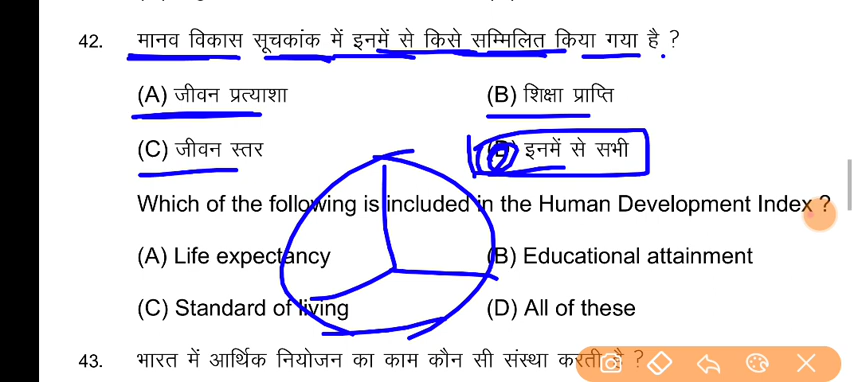 42. मानव विकास सूचकांक में इनमें से किसे सम्मिलित किया गया है ?
(A) जीवन प्रत्याशा (B) शिक्षा प्राप्ति
(C) जीवन स्तर (D) इनमें से सभी
Which of the following is included in the Human Development Index ?
(A) Life expectancy (B) Educational attainment
(C) Standard of living (D) All of these
43. भारत में आर्थिक नियोजन का काम कौन सी संस्था करती है ?